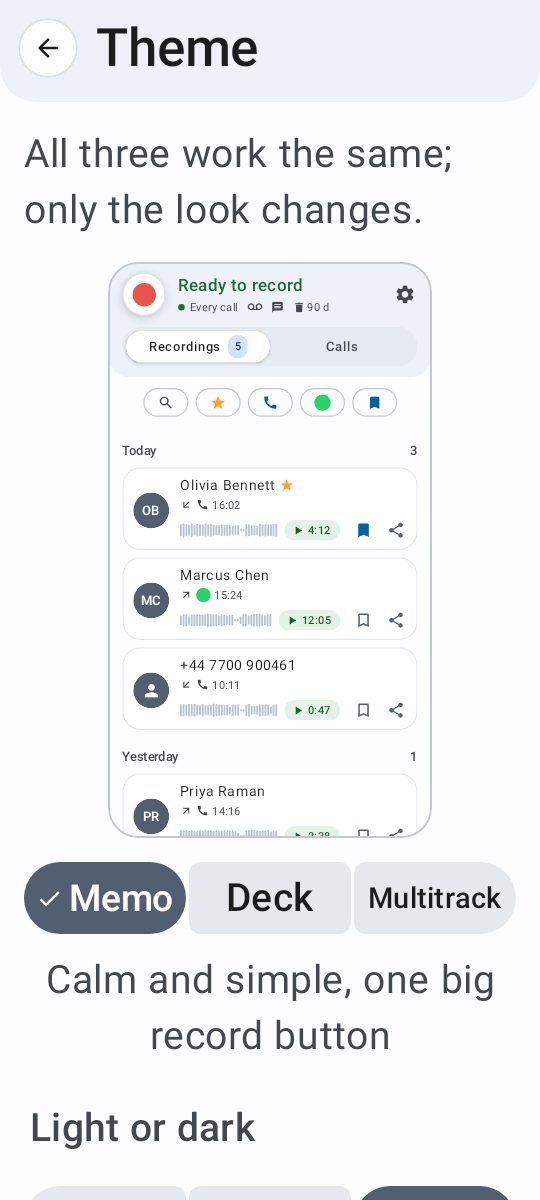 Theme
All three work the same;
only the look changes.
Ready to record
Every call 90 d
Recordings 5 Calls
Today 3
Olivia Bennett
OB
16:02
4:12
Marcus Chen
MC
15:24
12:05
+44 7700 900461
10:11
0:47
Yesterday 1
Priya Raman
PR
14:16
2:38
Memo Deck Multitrack
Calm and simple, one big
record button
Light or dark